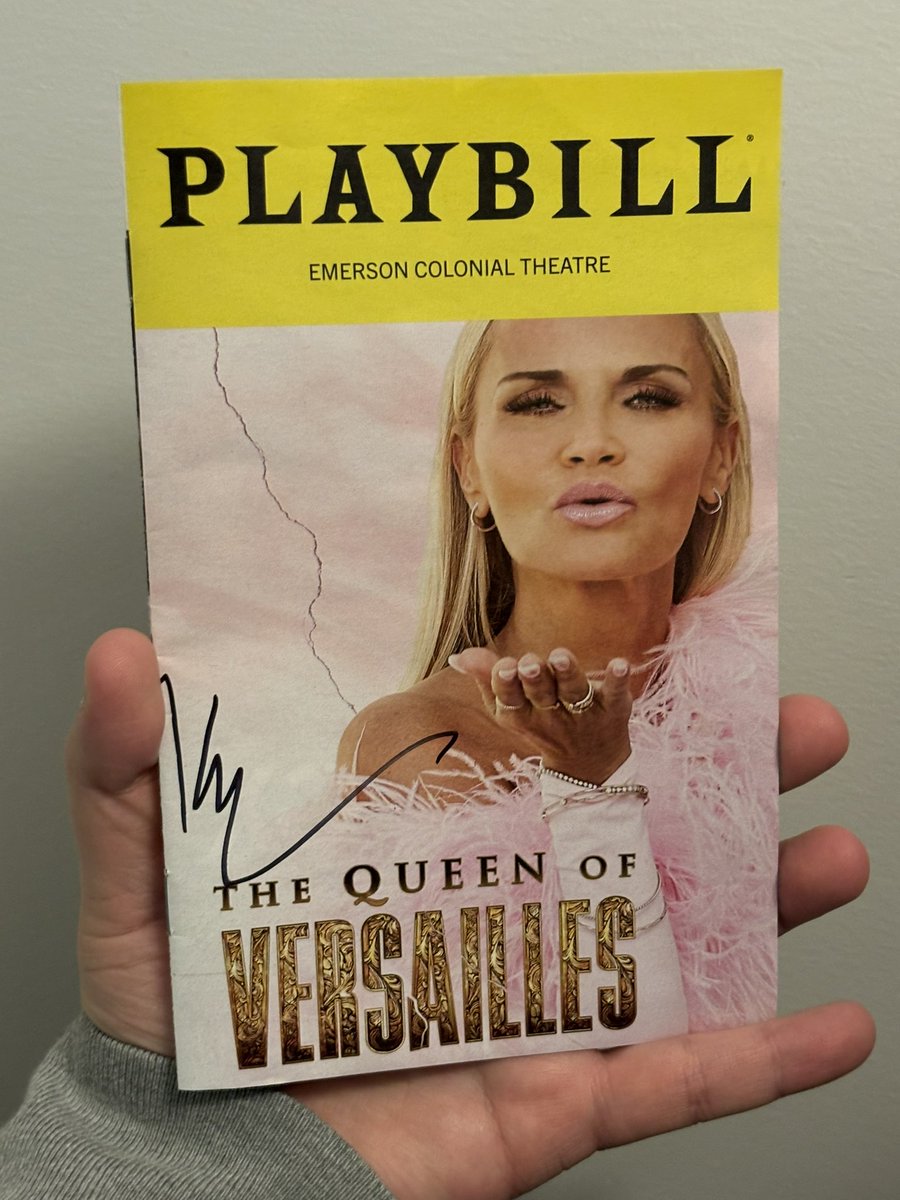 PLAYBILL®
EMERSON COLONIAL THEATRE
THE QUEEN OF
VERSAILLES